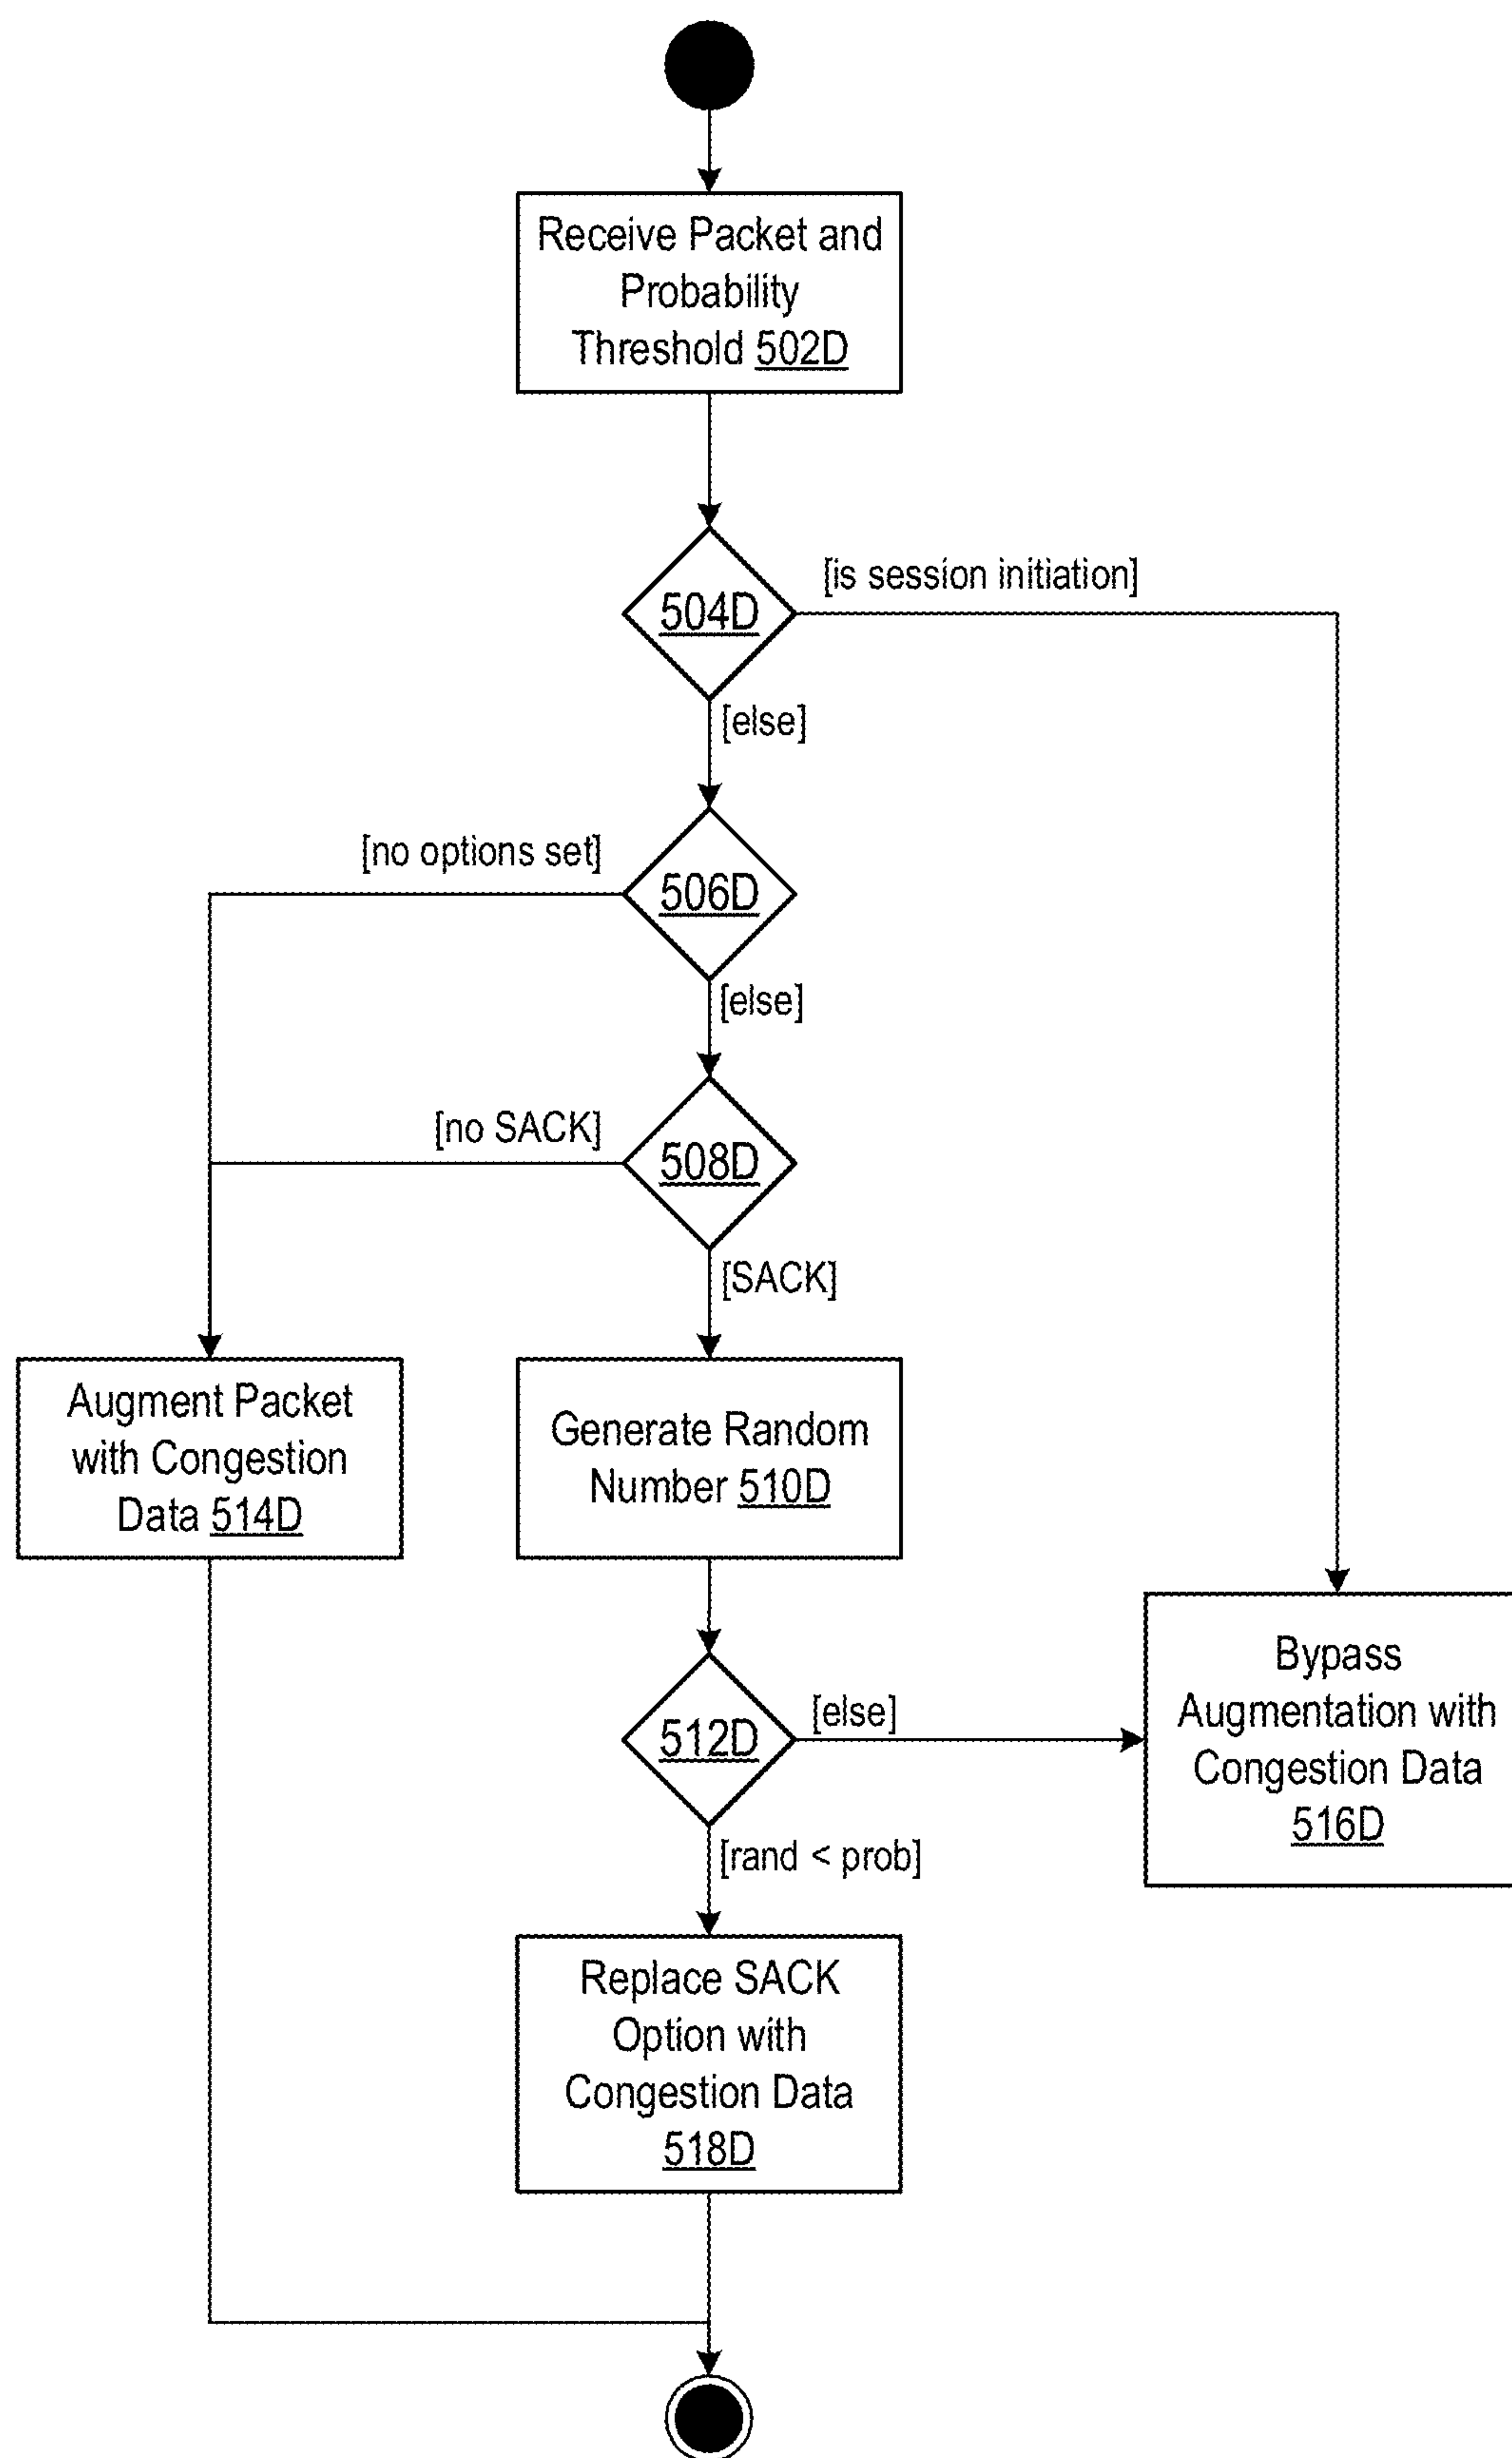 Receive Packet and
Probability
Threshold 502D
504D
[is session initiation]
[else]
[no options set]
506D
[else]
[no SACK]
508D
[SACK]
Augment Packet
with Congestion
Data 514D
Generate Random
Number 510D
Bypass
Augmentation with
Congestion Data
516D
512D
[else]
[rand < prob]
Replace SACK
Option with
Congestion Data
518D